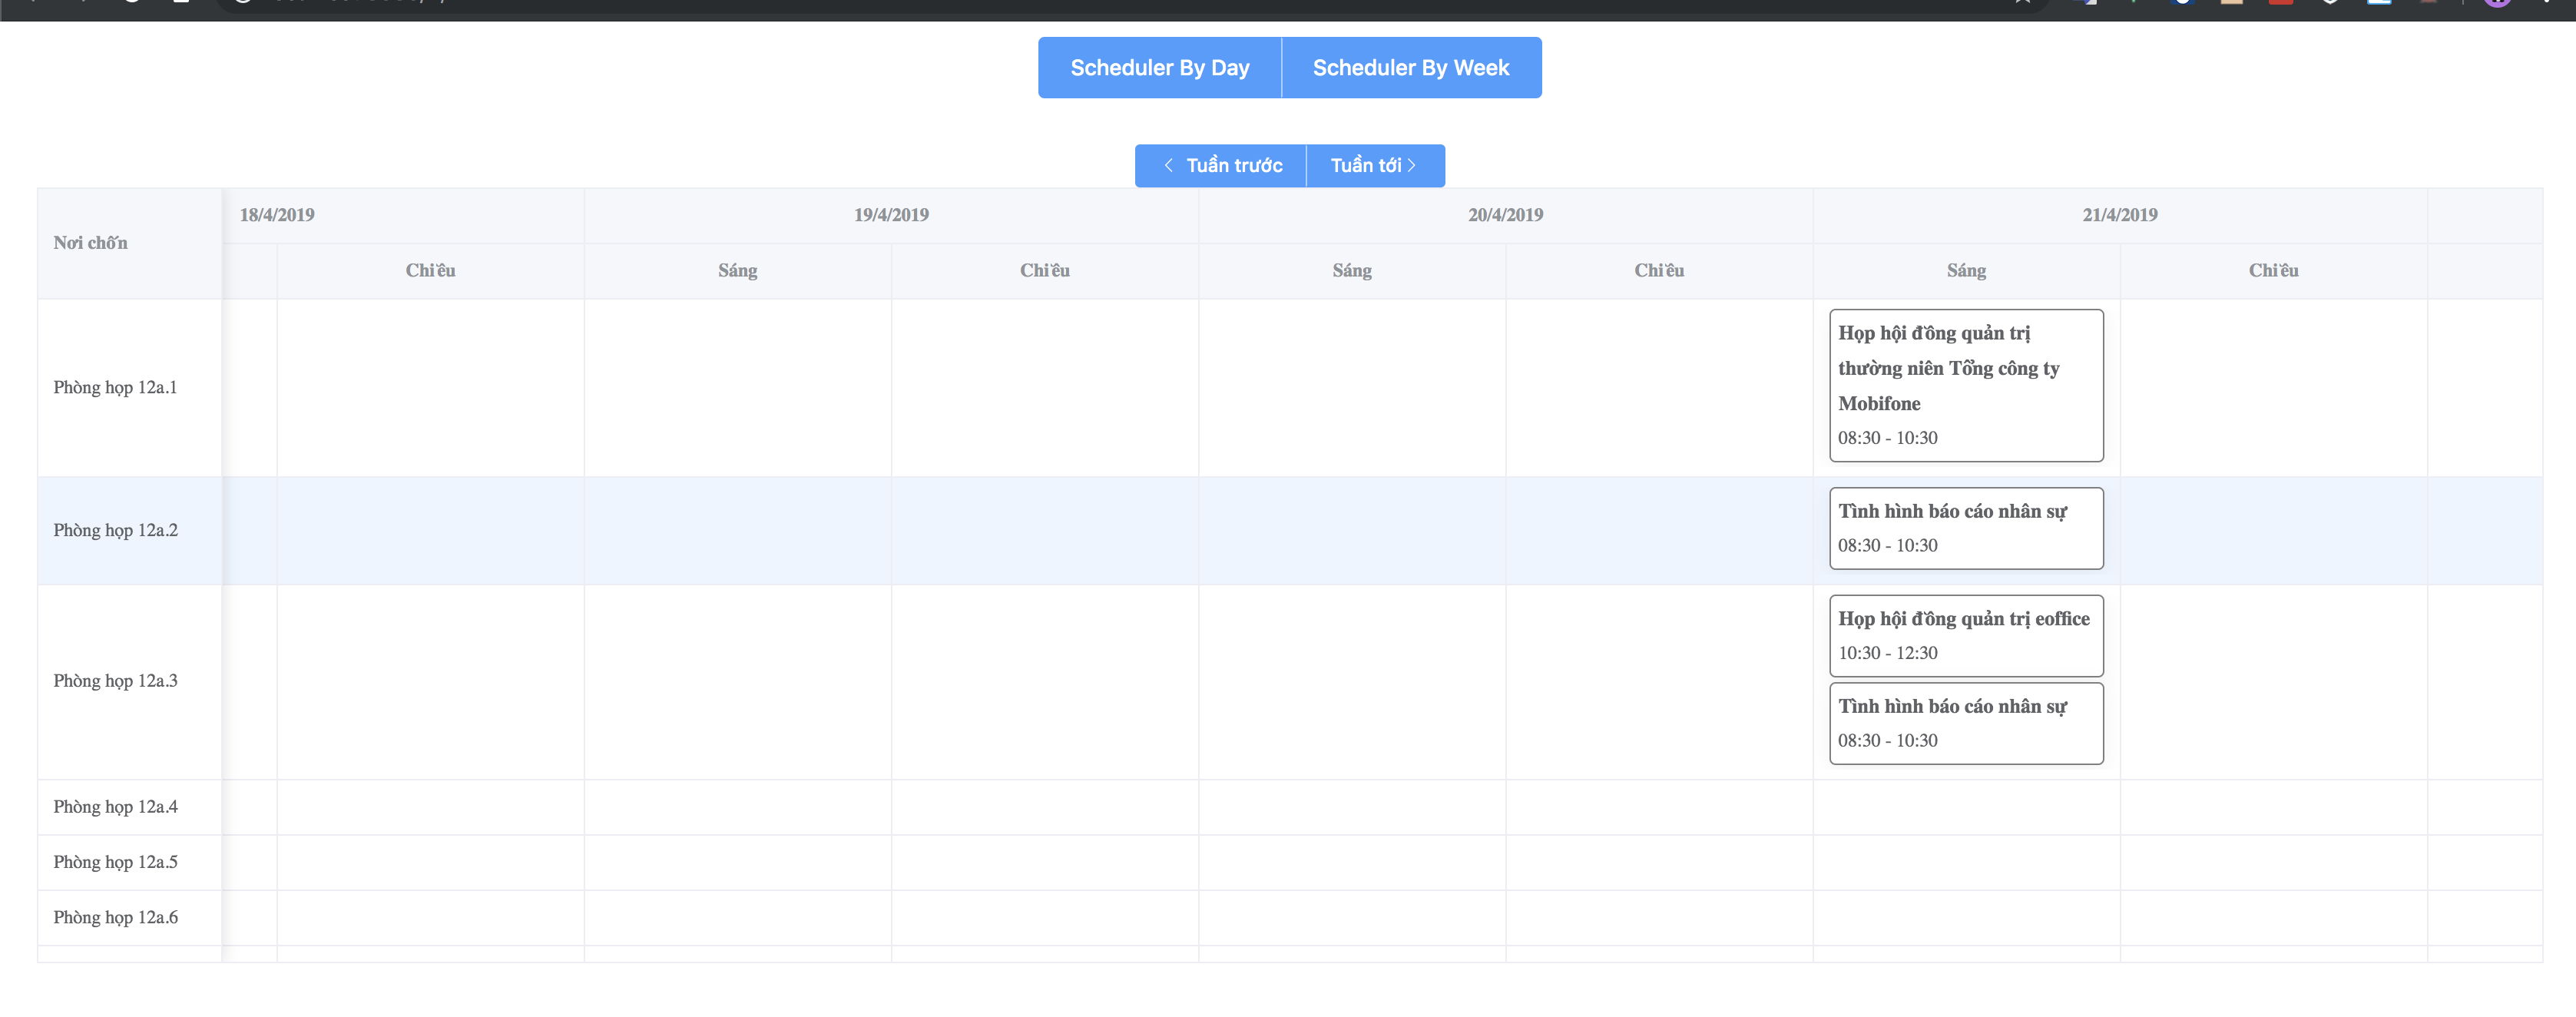 Scheduler By Day Scheduler By Week
Tuần trước Tuần tới
Nơi chốn 18/4/2019 19/4/2019 20/4/2019 21/4/2019
Chiều Sáng Chiều Sáng Chiều Sáng Chiều
Phòng họp 12a.1
Họp hội đồng quản trị
thường niên Tổng công ty
Mobifone
08:30 - 10:30
Phòng họp 12a.2
Tình hình báo cáo nhân sự
08:30 - 10:30
Phòng họp 12a.3
Họp hội đồng quản trị eoffice
10:30 - 12:30
Tình hình báo cáo nhân sự
08:30 - 10:30
Phòng họp 12a.4
Phòng họp 12a.5
Phòng họp 12a.6